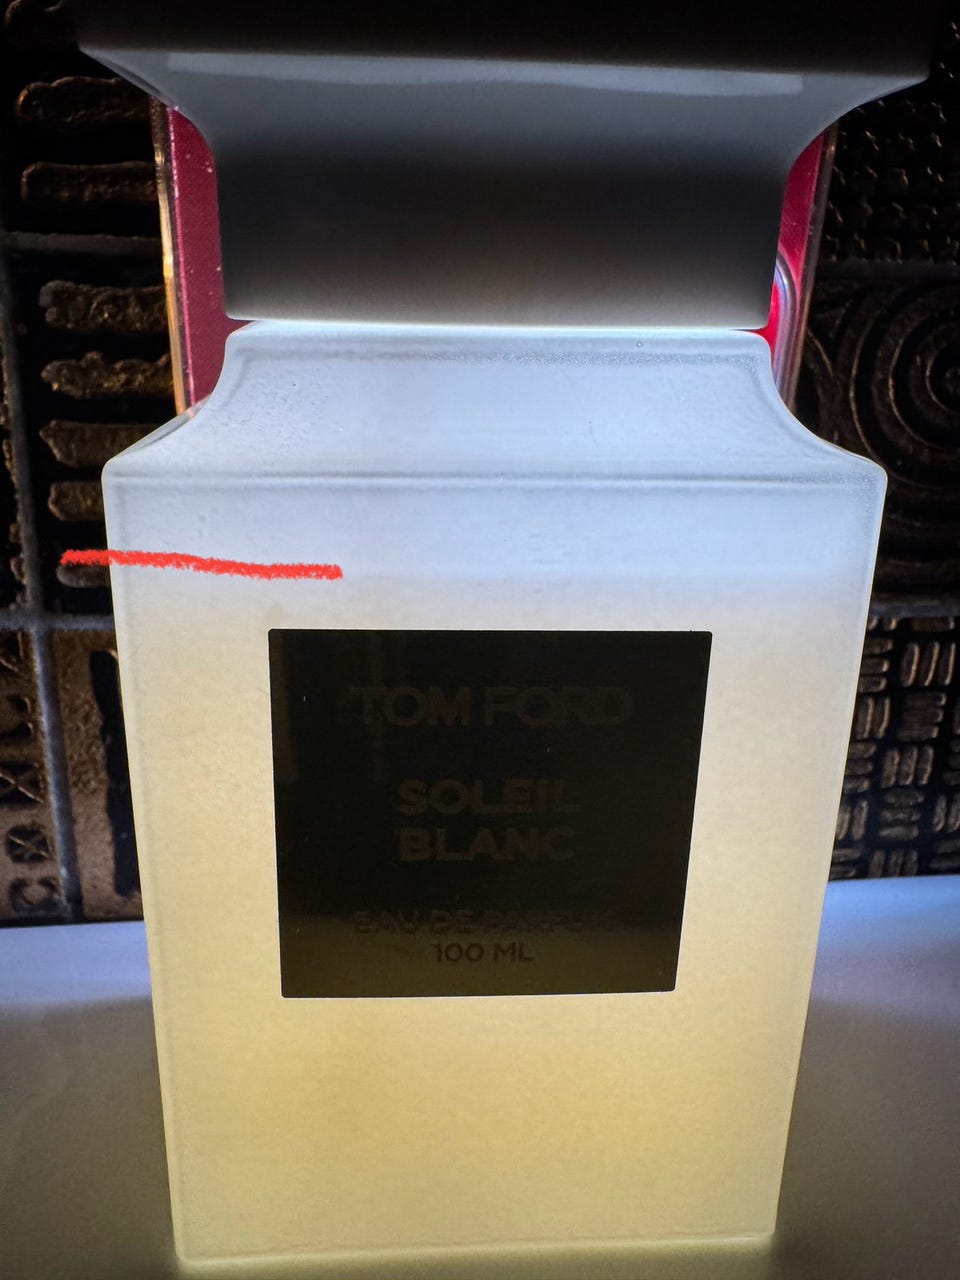 TOM FORD
SOLEIL
BLANC
EAU DE PARFUM
100 ML